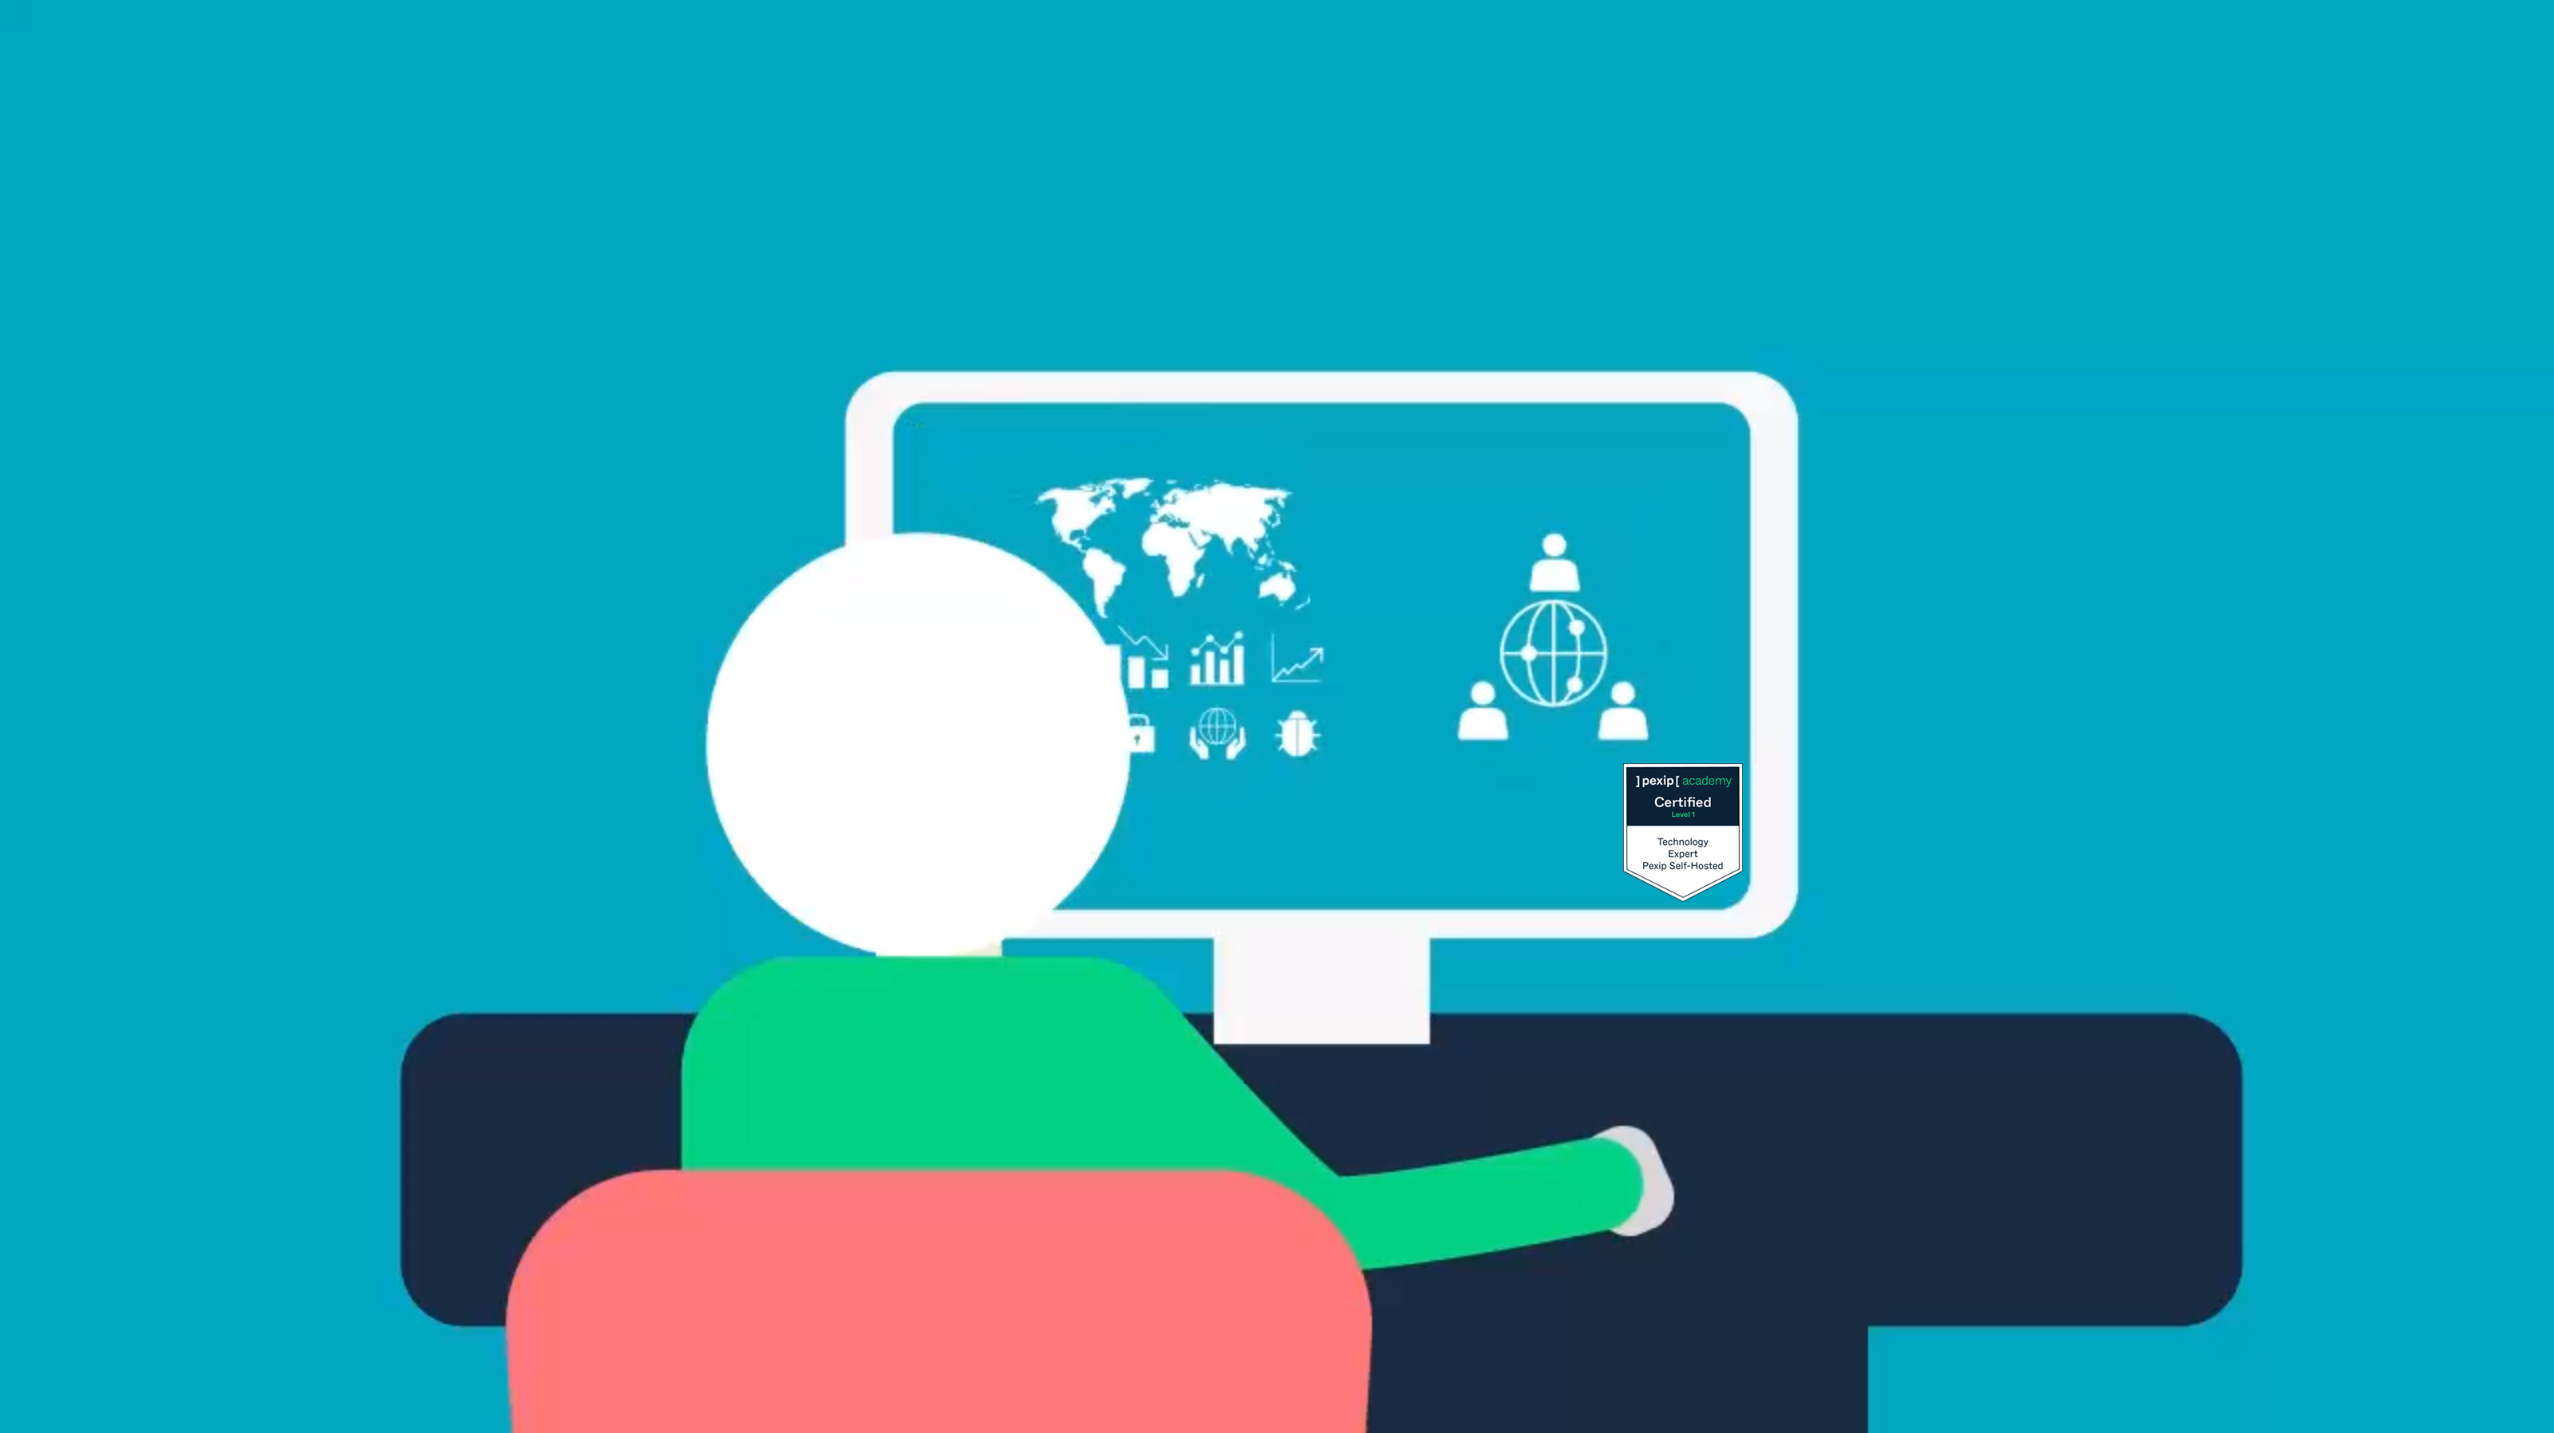 ]pexip[ academy
Certified
Level 1
Technology
Expert
Pexip Self-Hosted